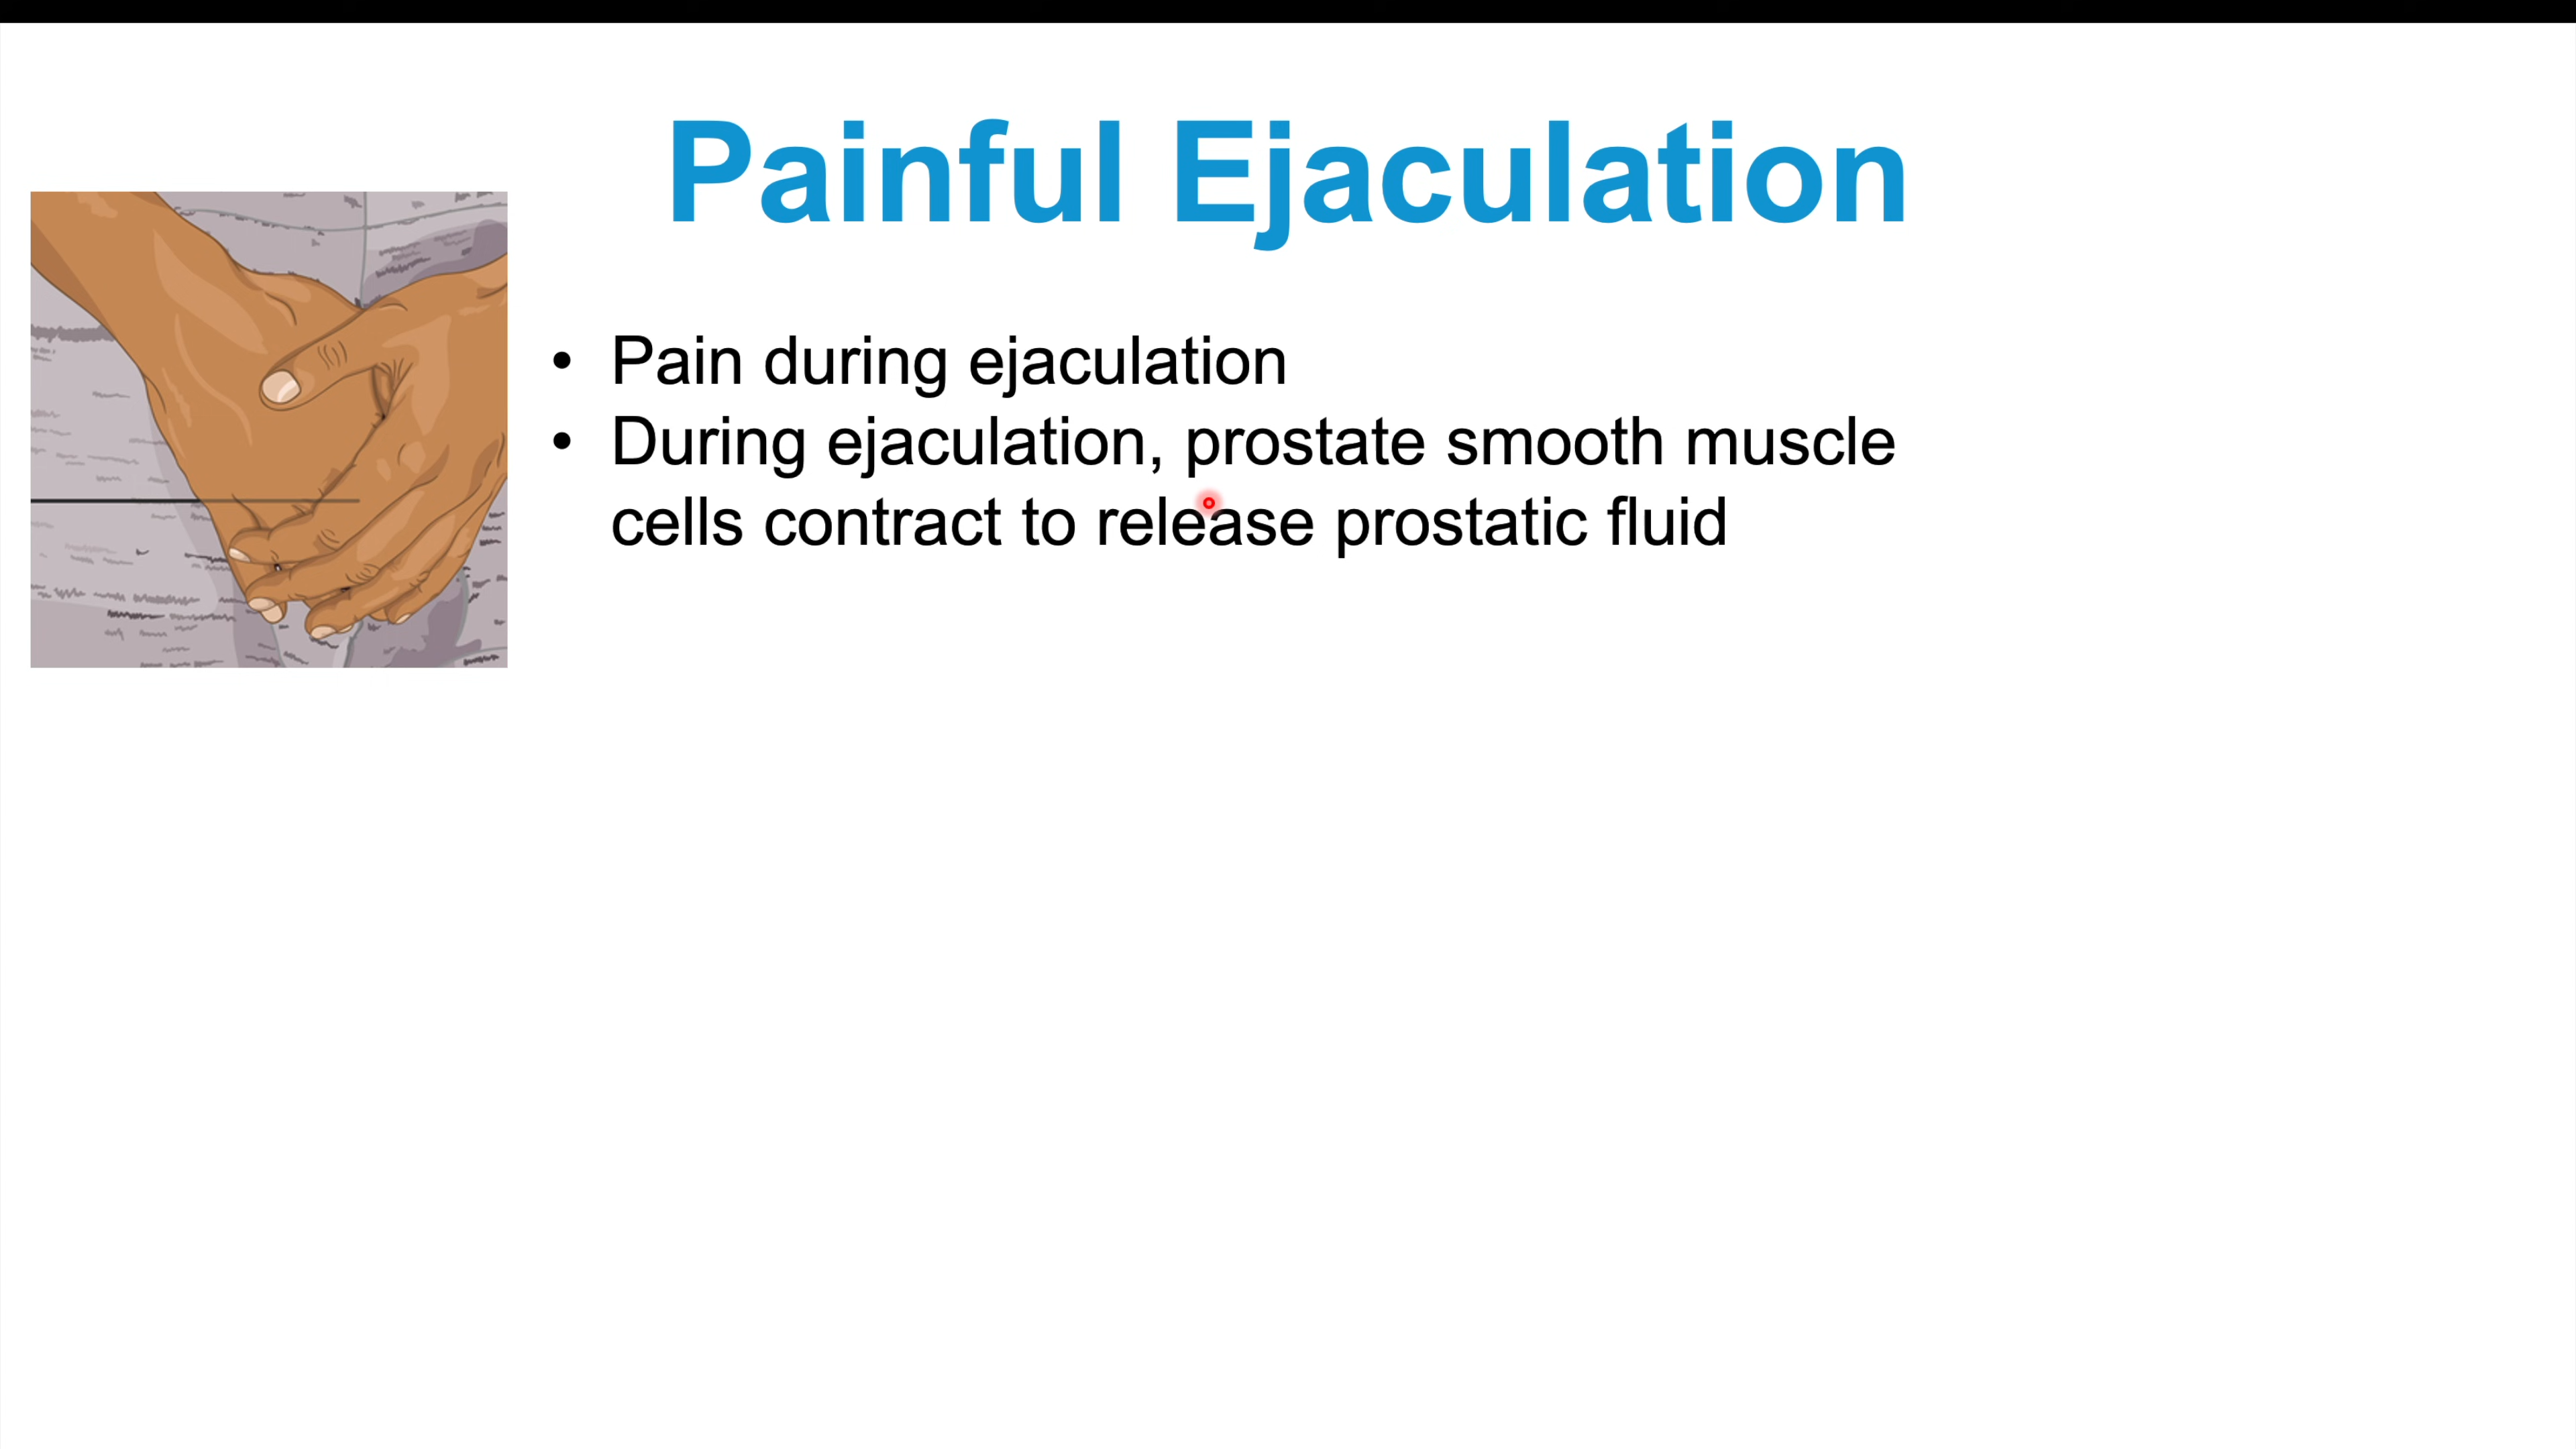 Painful Ejaculation
• Pain during ejaculation
• During ejaculation, prostate smooth muscle
cells contract to release prostatic fluid